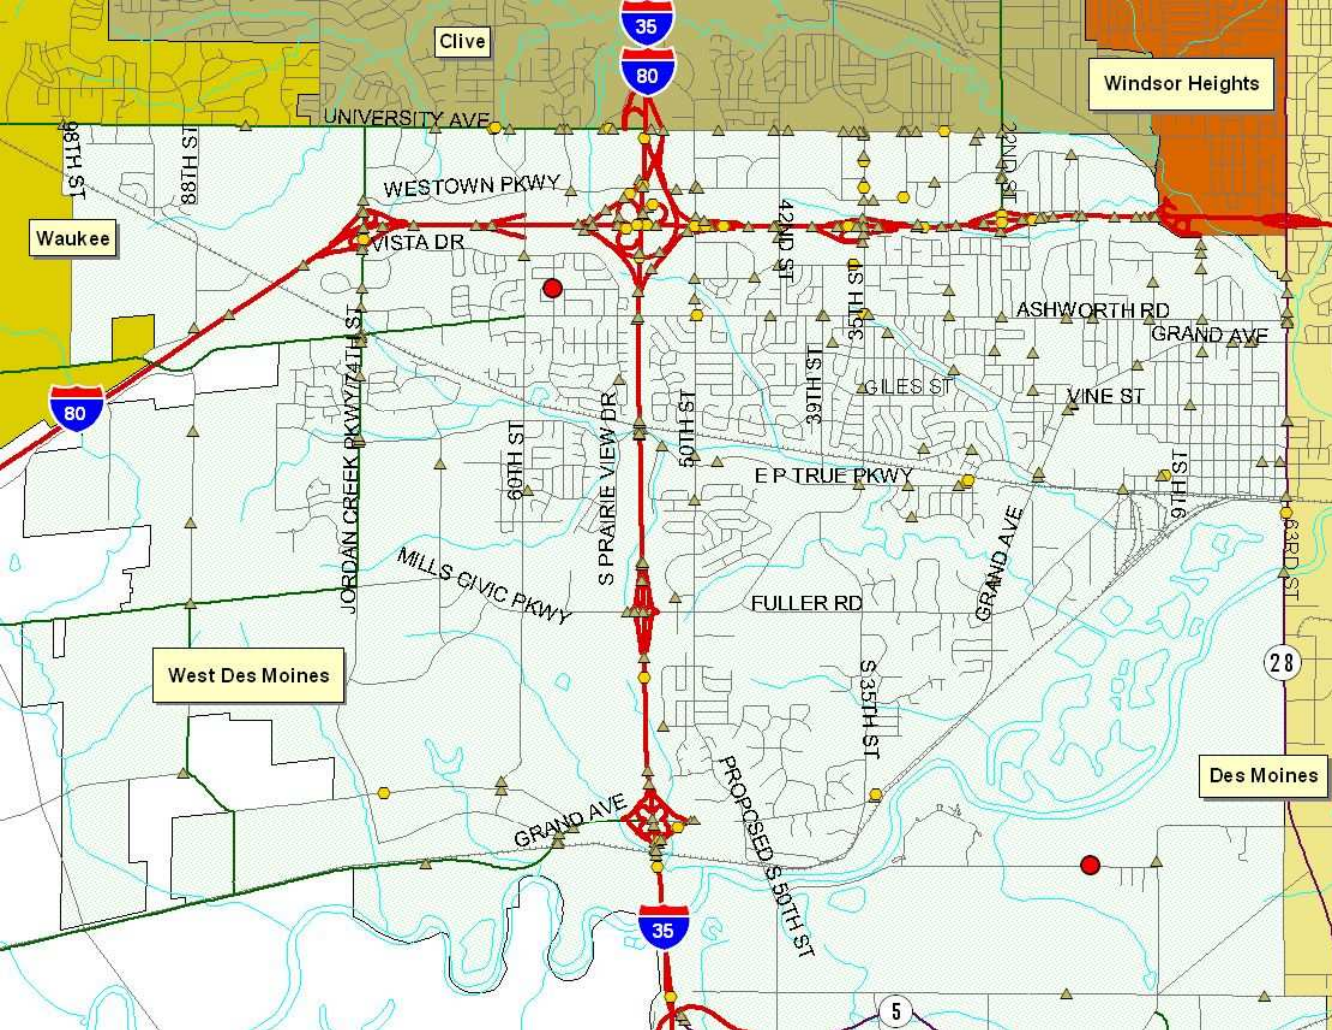 35
Clive
80
Windsor Heights
UNIVERSITY AVE
98TH ST
88TH ST
22ND ST
WESTOWN PKWY
42ND ST
Waukee
VISTA DR
35TH ST
ASHWORTH RD
GRAND AVE
JORDAN CREEK PKWY/74TH ST
39TH ST
GILES ST
VINE ST
80
S PRAIRIE VIEW DR
50TH ST
60TH ST
E P TRUE PKWY
9TH ST
GRAND AVE
63RD ST
MILLS CIVIC PKWY
FULLER RD
West Des Moines
28
S 35TH ST
Des Moines
PROPOSED S 50TH ST
GRAND AVE
35
5